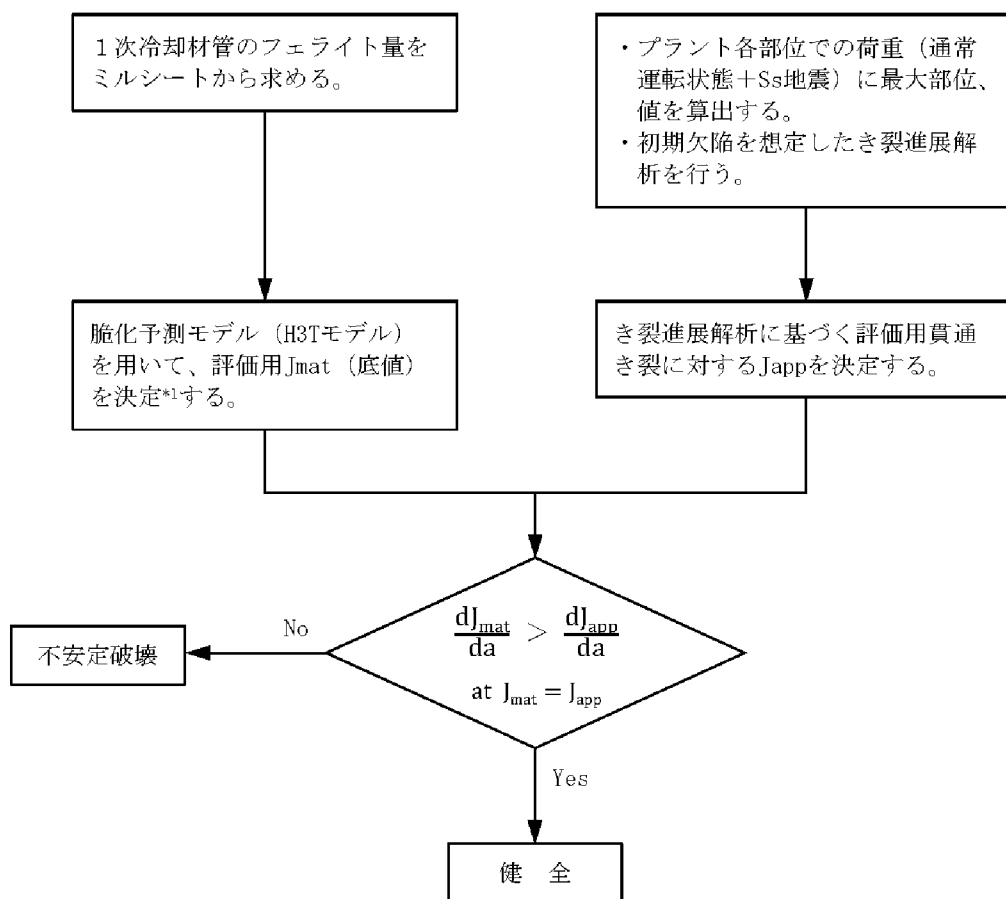 １次冷却材管のフェライト量を
ミルシートから求める。
・プラント各部位での荷重（通常
運転状態＋Ss地震）に最大部位、
値を算出する。
・初期欠陥を想定したき裂進展解
析を行う。
脆化予測モデル（H3Tモデル）
を用いて、評価用Jmat（底値）
を決定*1する。
き裂進展解析に基づく評価用貫通
き裂に対するJappを決定する。
dJmat/da > dJapp/da
at Jmat = Japp
No
不安定破壊
Yes
健　全